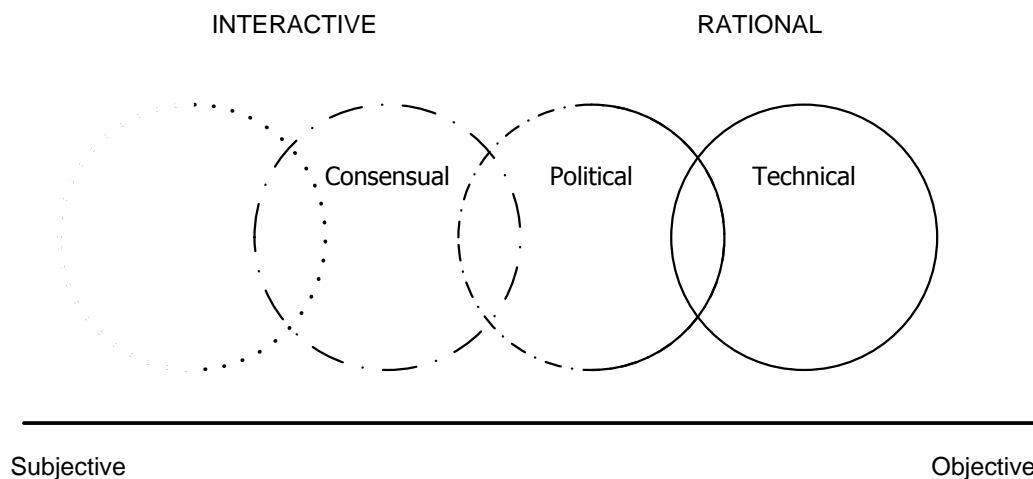 INTERACTIVE RATIONAL
Consensual Political Technical
Subjective Objective